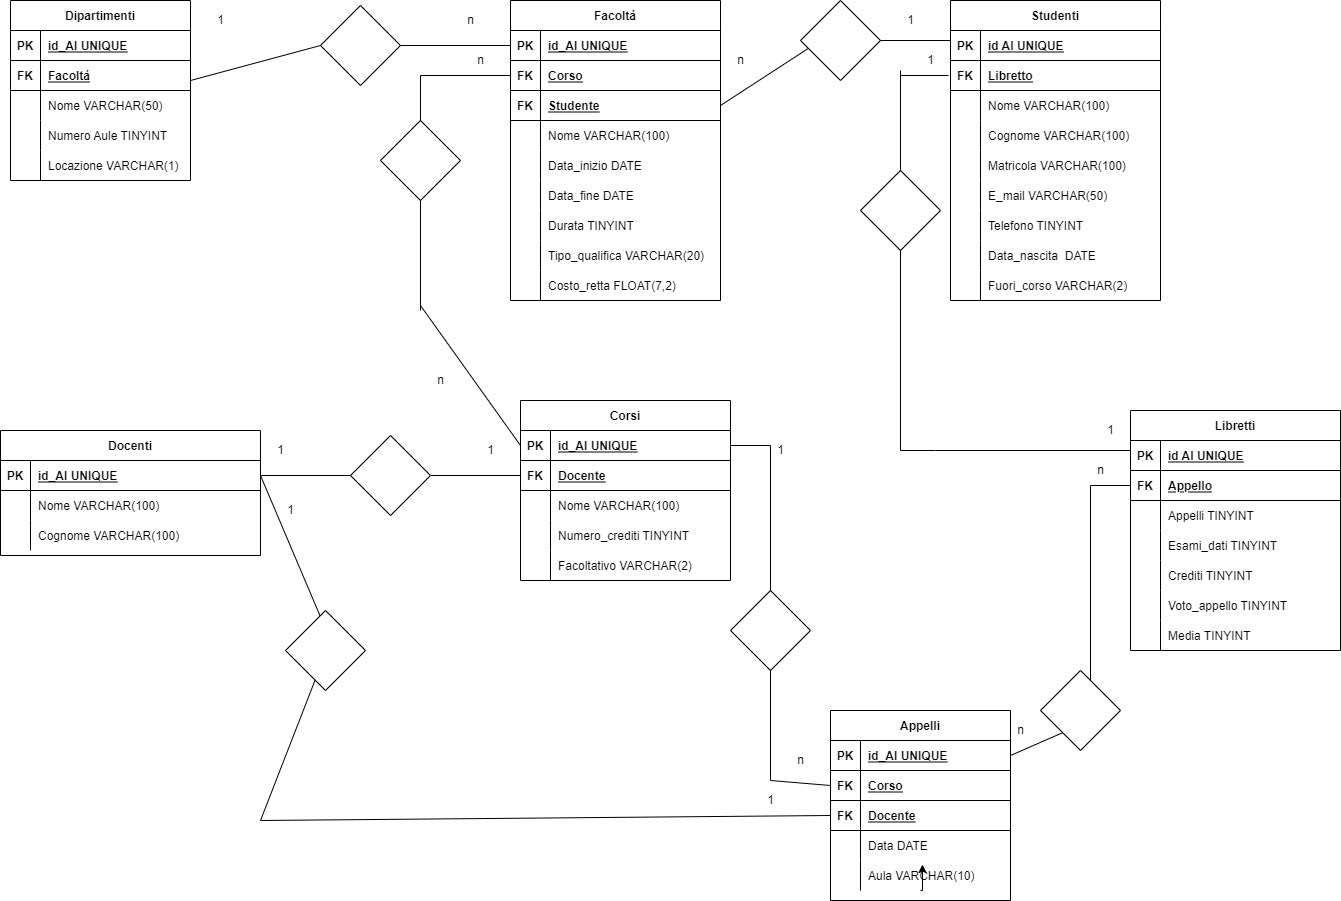 Dipartimenti
PK id_AI UNIQUE
FK Facoltá
Nome VARCHAR(50)
Numero Aule TINYINT
Locazione VARCHAR(1)
1
n
Facoltá
PK id_AI UNIQUE
FK Corso
FK Studente
Nome VARCHAR(100)
Data_inizio DATE
Data_fine DATE
Durata TINYINT
Tipo_qualifica VARCHAR(20)
Costo_retta FLOAT(7,2)
n
n
1
1
Studenti
PK id AI UNIQUE
FK Libretto
Nome VARCHAR(100)
Cognome VARCHAR(100)
Matricola VARCHAR(100)
E_mail VARCHAR(50)
Telefono TINYINT
Data_nascita DATE
Fuori_corso VARCHAR(2)
n
Docenti
PK id_AI UNIQUE
Nome VARCHAR(100)
Cognome VARCHAR(100)
1
1
1
Corsi
PK id_AI UNIQUE
FK Docente
Nome VARCHAR(100)
Numero_crediti TINYINT
Facoltativo VARCHAR(2)
1
1
n
Libretti
PK id AI UNIQUE
FK Appello
Appelli TINYINT
Esami_dati TINYINT
Crediti TINYINT
Voto_appello TINYINT
Media TINYINT
n
n
1
Appelli
PK id_AI UNIQUE
FK Corso
FK Docente
Data DATE
Aula VARCHAR(10)